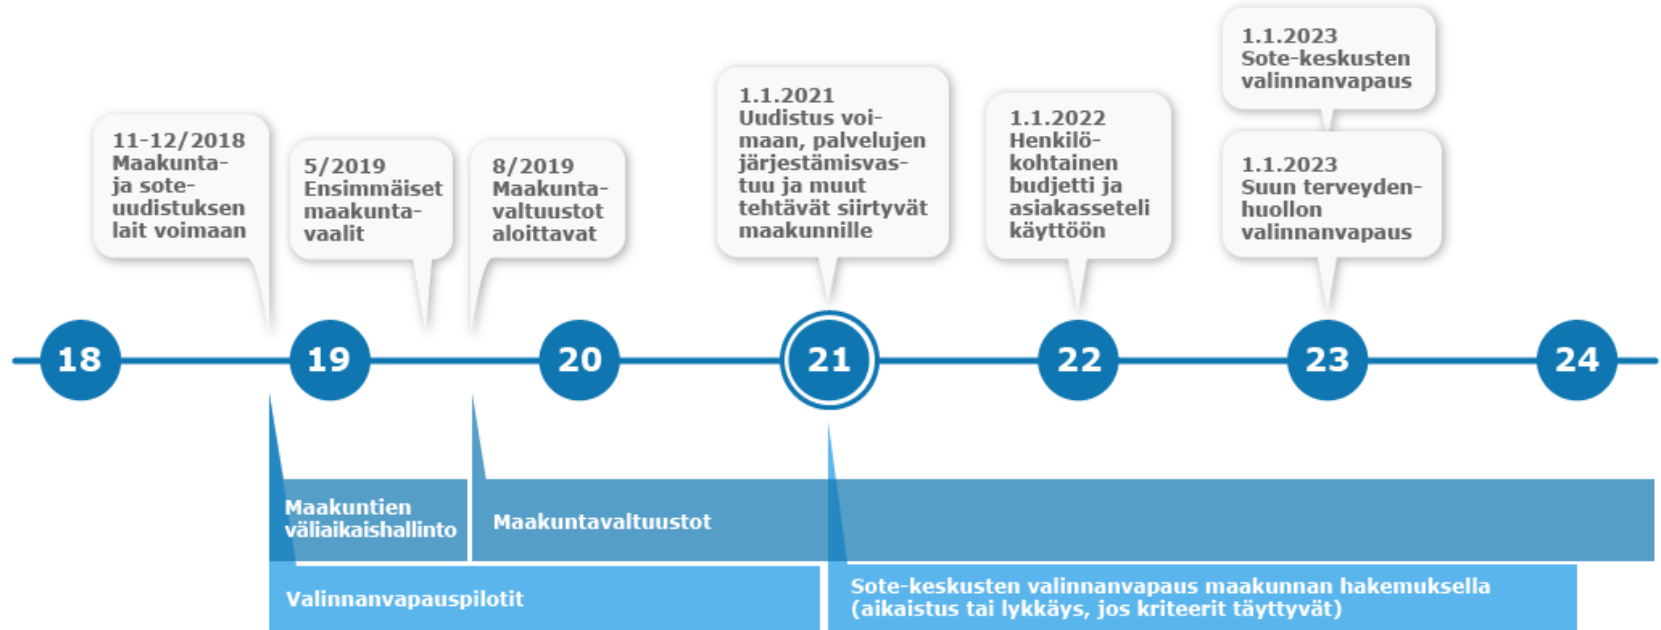 11-12/2018
Maakunta-
ja sote-
uudistuksen
lait voimaan
5/2019
Ensimmäiset
maakunta-
vaalit
8/2019
Maakunta-
valtuustot
aloittavat
1.1.2021
Uudistus voi-
maan, palvelujen
järjestämisvas-
tuu ja muut
tehtävät siirtyvät
maakunnille
1.1.2022
Henkilö-
kohtainen
budjetti ja
asiakasseteli
käyttöön
1.1.2023
Sote-keskusten
valinnanvapaus
1.1.2023
Suun terveyden-
huollon
valinnanvapaus
18
19
20
21
22
23
24
Maakuntien
väliaikaishallinto
Maakuntavaltuustot
Valinnanvapauspilotit
Sote-keskusten valinnanvapaus maakunnan hakemuksella
(aikaistus tai lykkäys, jos kriteerit täyttyvät)